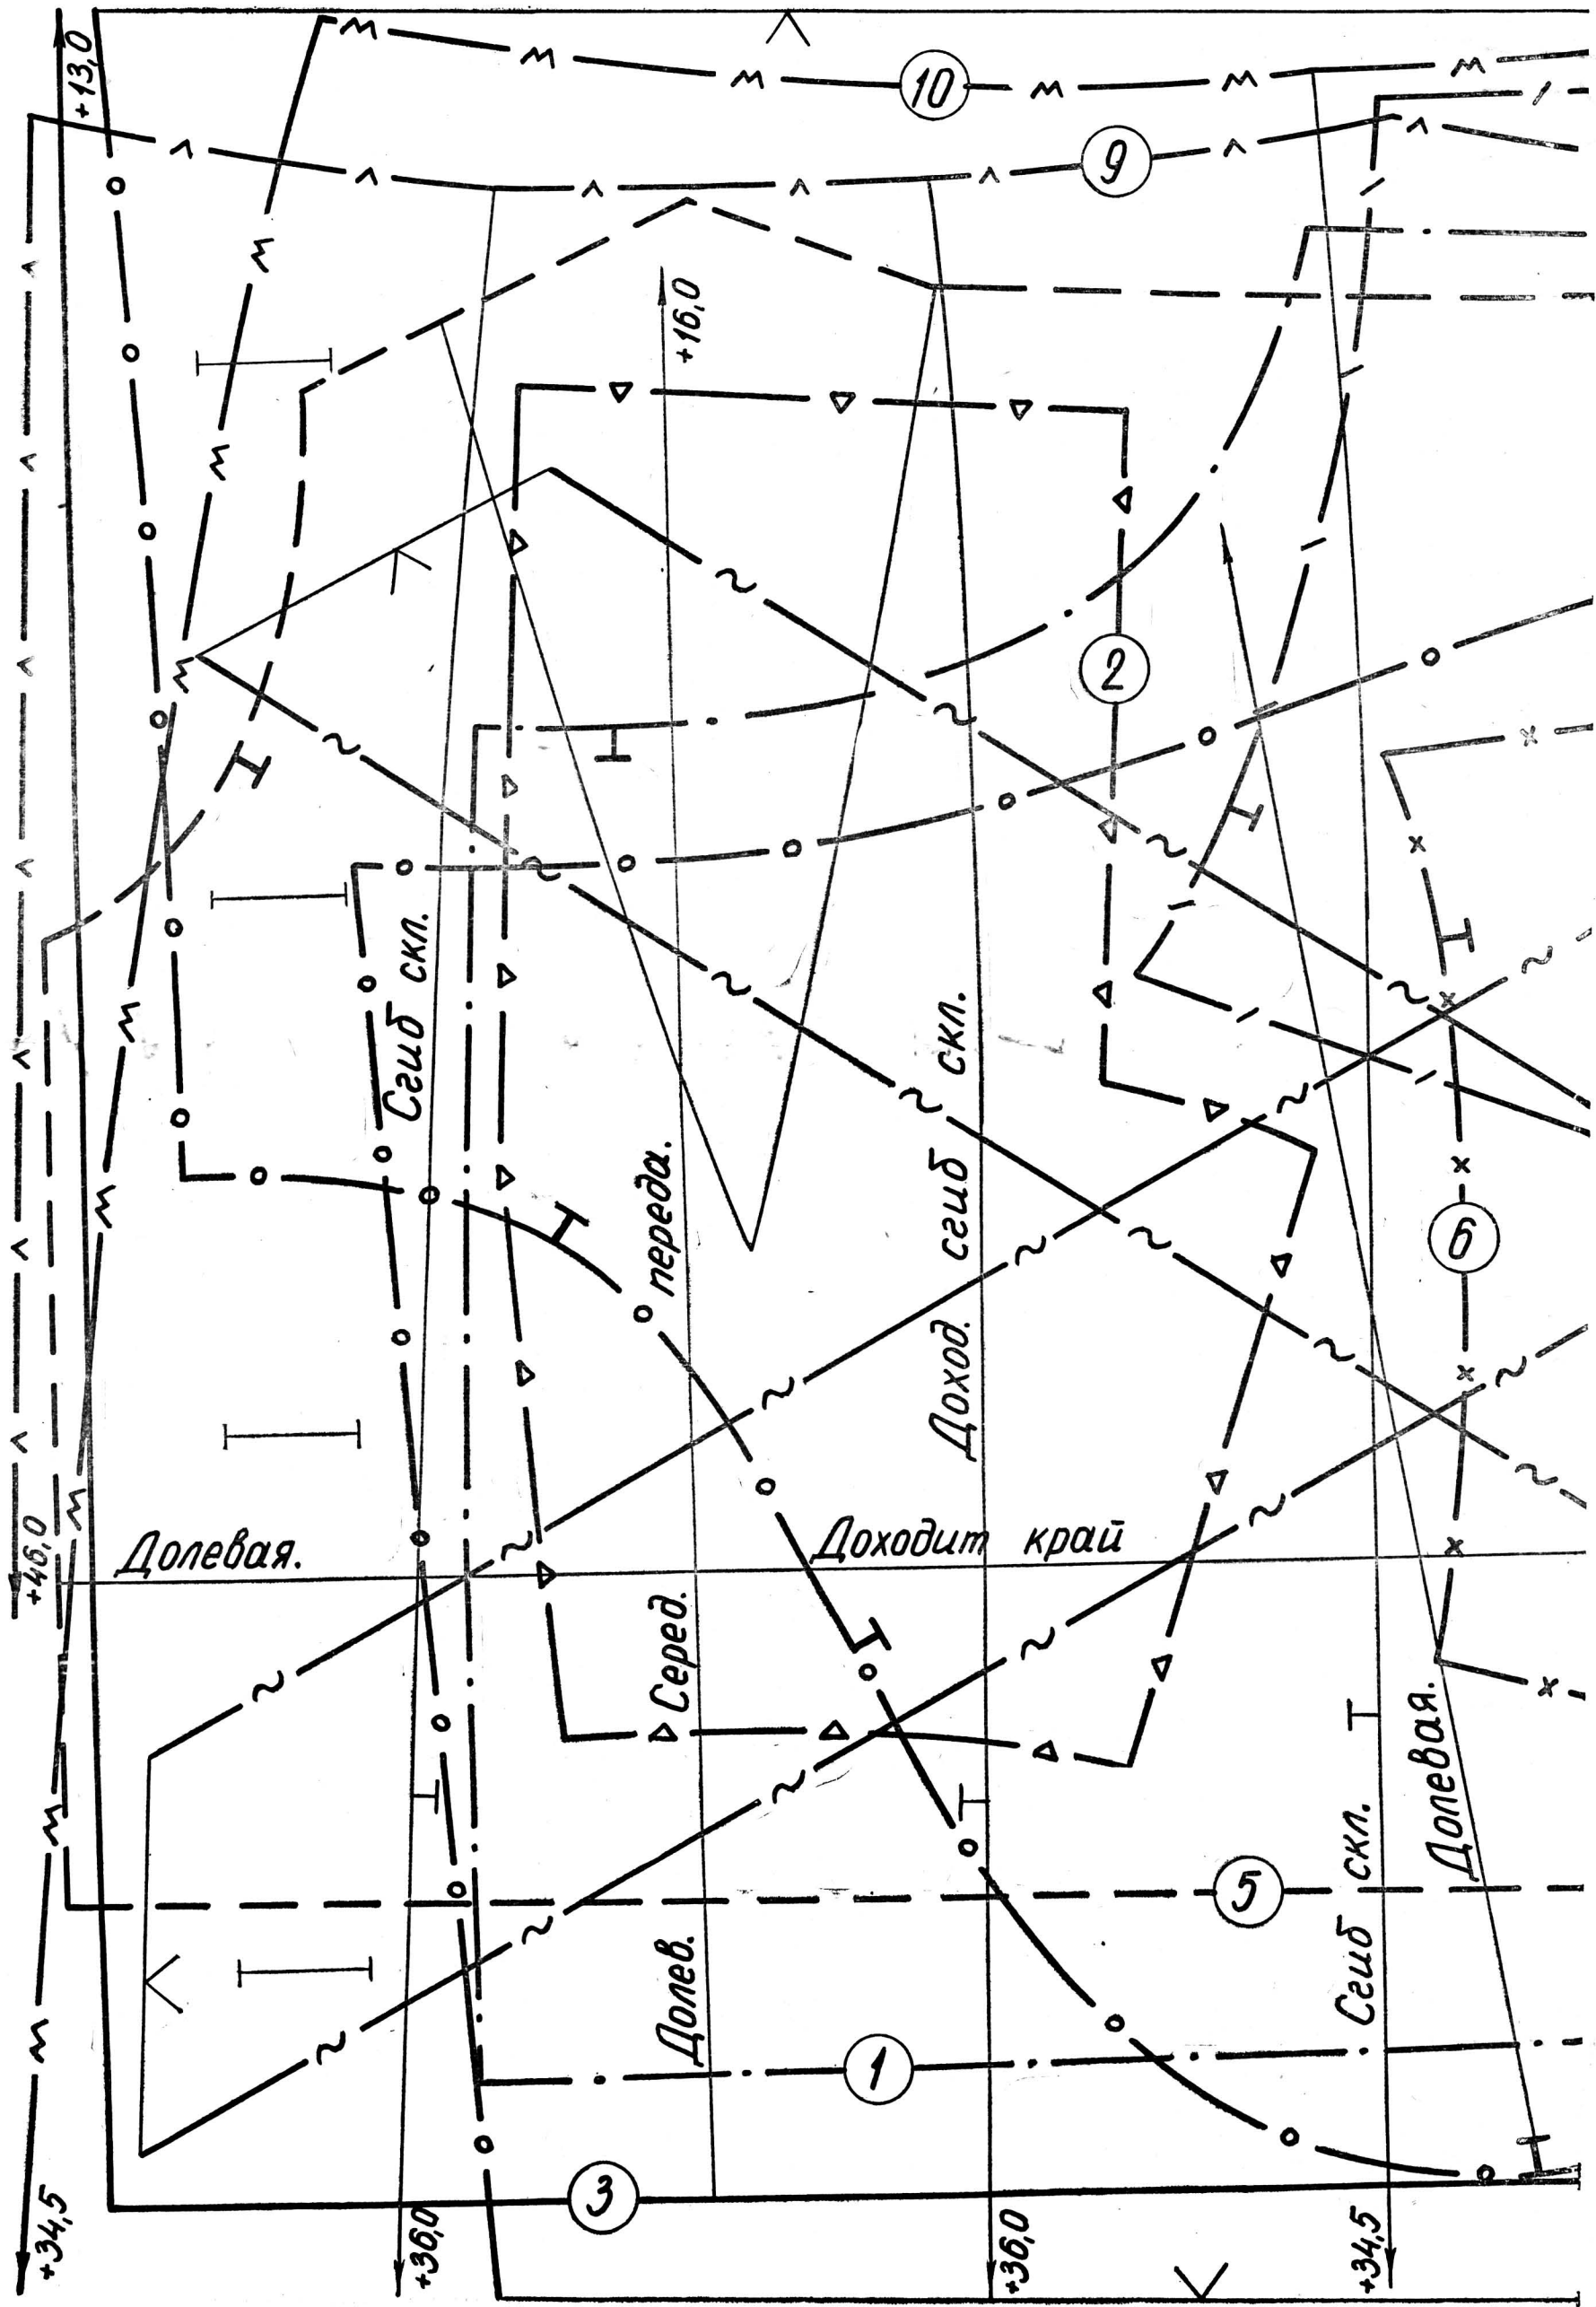 +13,0
10
9
+16,0
2
Сгиб скл.
переда.
Доход. сгиб скл.
6
+46,0
Долевая.
Доходит край
Серед.
Долевая.
5
Сгиб скл.
Долев.
1
3
+34,5
+36,0
+36,0
+34,5